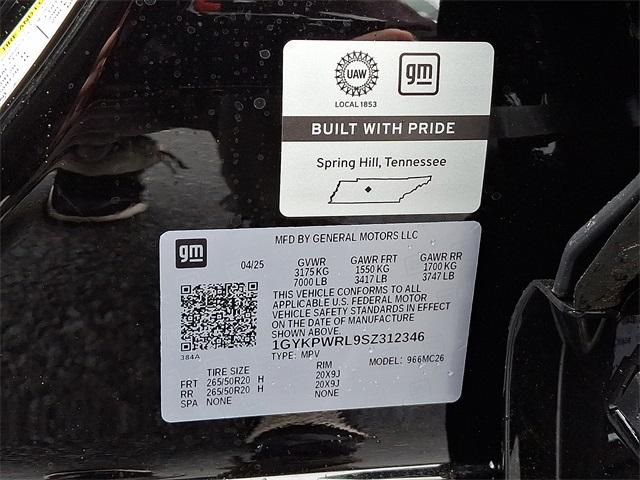 TIRE AND
UAW
gm
LOCAL 1853
BUILT WITH PRIDE
Spring Hill, Tennessee
gm
MFD BY GENERAL MOTORS LLC
04/25
GVWR GAWR FRT GAWR RR
3175 KG 1550 KG 1700 KG
7000 LB 3417 LB 3747 LB
THIS VEHICLE CONFORMS TO ALL
APPLICABLE U.S. FEDERAL MOTOR
VEHICLE SAFETY STANDARDS IN EFFECT
ON THE DATE OF MANUFACTURE
SHOWN ABOVE.
1GYKPWRL9SZ312346
384A
TYPE: MPV MODEL: 966MC26
TIRE SIZE RIM
FRT 265/50R20 H 20X9J
RR 265/50R20 H 20X9J
SPA NONE NONE